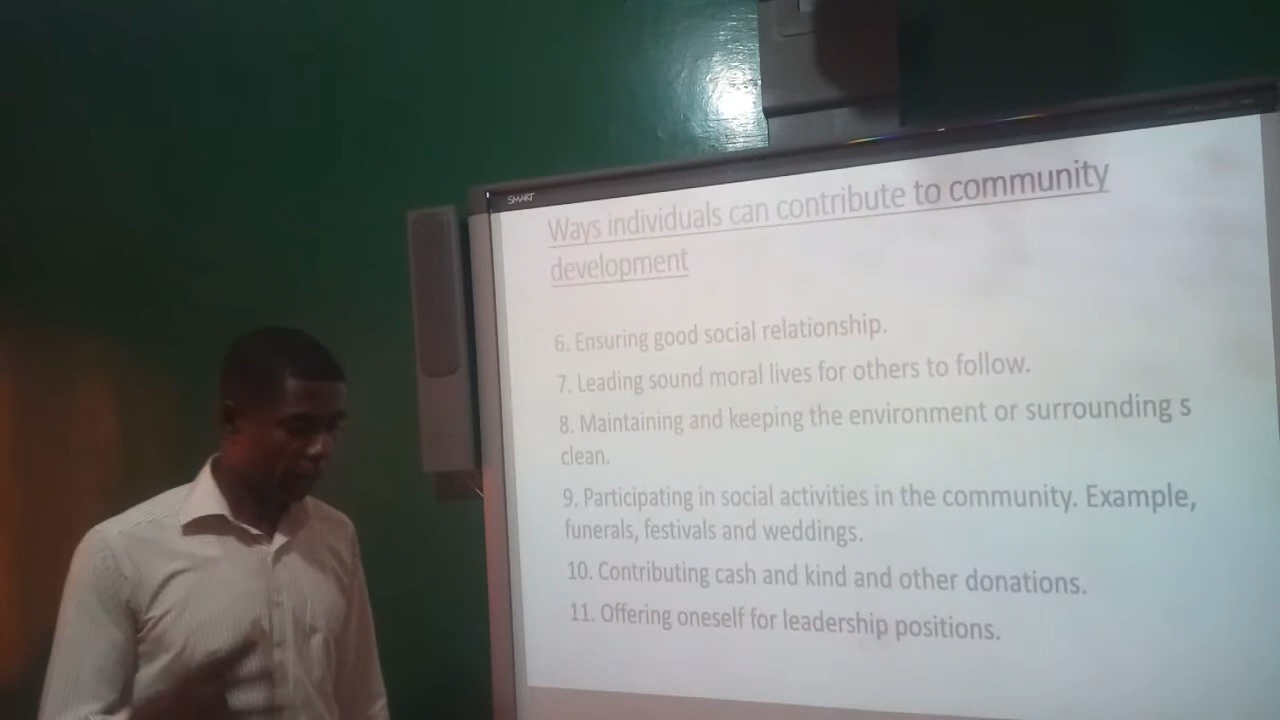 SMART
Ways individuals can contribute to community
development
6. Ensuring good social relationship.
7. Leading sound moral lives for others to follow.
8. Maintaining and keeping the environment or surrounding s
clean.
9. Participating in social activities in the community. Example,
funerals, festivals and weddings.
10. Contributing cash and kind and other donations.
11. Offering oneself for leadership positions.